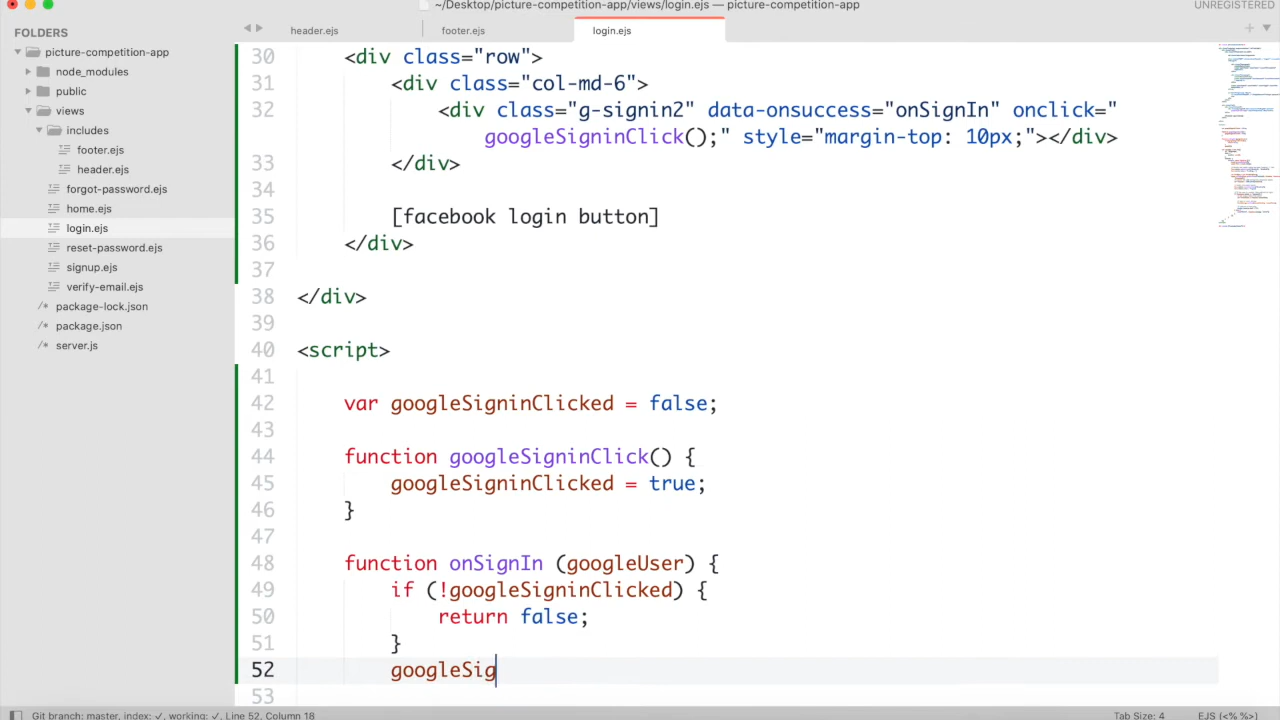 ~/Desktop/picture-competition-app/views/login.ejs — picture-competition-app
UNREGISTERED
FOLDERS
picture-competition-app
node_modules
public
views
includes
footer.ejs
header.ejs
forgot-password.ejs
home.ejs
login.ejs
reset-password.ejs
signup.ejs
verify-email.ejs
package-lock.json
package.json
server.js
header.ejs
footer.ejs
login.ejs
30 <div class="row">
31 <div class="col-md-6">
32 <div class="g-signin2" data-onsuccess="onSignIn" onclick="
googleSigninClick();" style="margin-top: 10px;"></div>
33 </div>
34
35 [facebok login button]
36 </div>
37
38 </div>
39
40 <script>
41
42 var googleSigninClicked = false;
43
44 function googleSigninClick() {
45 googleSigninClicked = true;
46 }
47
48 function onSignIn (googleUser) {
49 if (!googleSigninClicked) {
50 return false;
51 }
52 googleSig
53
Git branch: master, index: ✓, working: ✓, Line 52, Column 18
Tab Size: 4
EJS (<% %>)